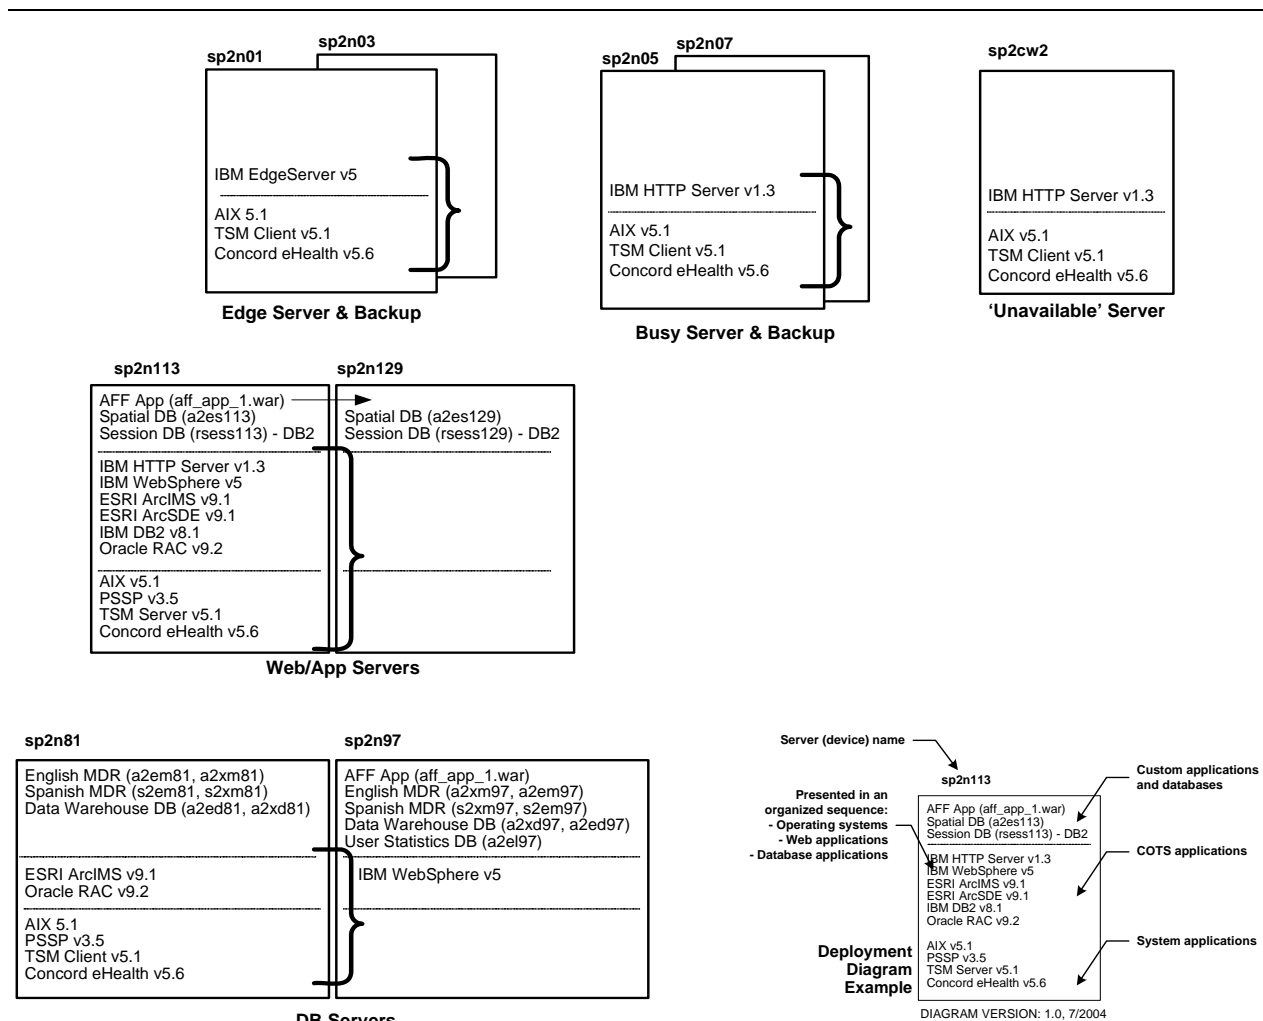 sp2n01
sp2n03
IBM EdgeServer v5
AIX 5.1
TSM Client v5.1
Concord eHealth v5.6
Edge Server & Backup
sp2n05
sp2n07
IBM HTTP Server v1.3
AIX v5.1
TSM Client v5.1
Concord eHealth v5.6
Busy Server & Backup
sp2cw2
IBM HTTP Server v1.3
AIX v5.1
TSM Client v5.1
Concord eHealth v5.6
‘Unavailable’ Server
sp2n113
AFF App (aff_app_1.war)
Spatial DB (a2es113)
Session DB (rsess113) - DB2
IBM HTTP Server v1.3
IBM WebSphere v5
ESRI ArcIMS v9.1
ESRI ArcSDE v9.1
IBM DB2 v8.1
Oracle RAC v9.2
AIX v5.1
PSSP v3.5
TSM Server v5.1
Concord eHealth v5.6
sp2n129
Spatial DB (a2es129)
Session DB (rsess129) - DB2
Web/App Servers
sp2n81
English MDR (a2em81, a2xm81)
Spanish MDR (s2em81, s2xm81)
Data Warehouse DB (a2ed81, a2xd81)
ESRI ArcIMS v9.1
Oracle RAC v9.2
AIX 5.1
PSSP v3.5
TSM Client v5.1
Concord eHealth v5.6
sp2n97
AFF App (aff_app_1.war)
English MDR (a2xm97, a2em97)
Spanish MDR (s2xm97, s2em97)
Data Warehouse DB (a2xd97, a2ed97)
User Statistics DB (a2el97)
IBM WebSphere v5
DB Servers
Server (device) name
sp2n113
Presented in an
organized sequence:
- Operating systems
- Web applications
- Database applications
AFF App (aff_app_1.war)
Spatial DB (a2es113)
Session DB (rsess113) - DB2
IBM HTTP Server v1.3
IBM WebSphere v5
ESRI ArcIMS v9.1
ESRI ArcSDE v9.1
IBM DB2 v8.1
Oracle RAC v9.2
AIX v5.1
PSSP v3.5
TSM Server v5.1
Concord eHealth v5.6
Custom applications
and databases
COTS applications
System applications
Deployment
Diagram
Example
DIAGRAM VERSION: 1.0, 7/2004